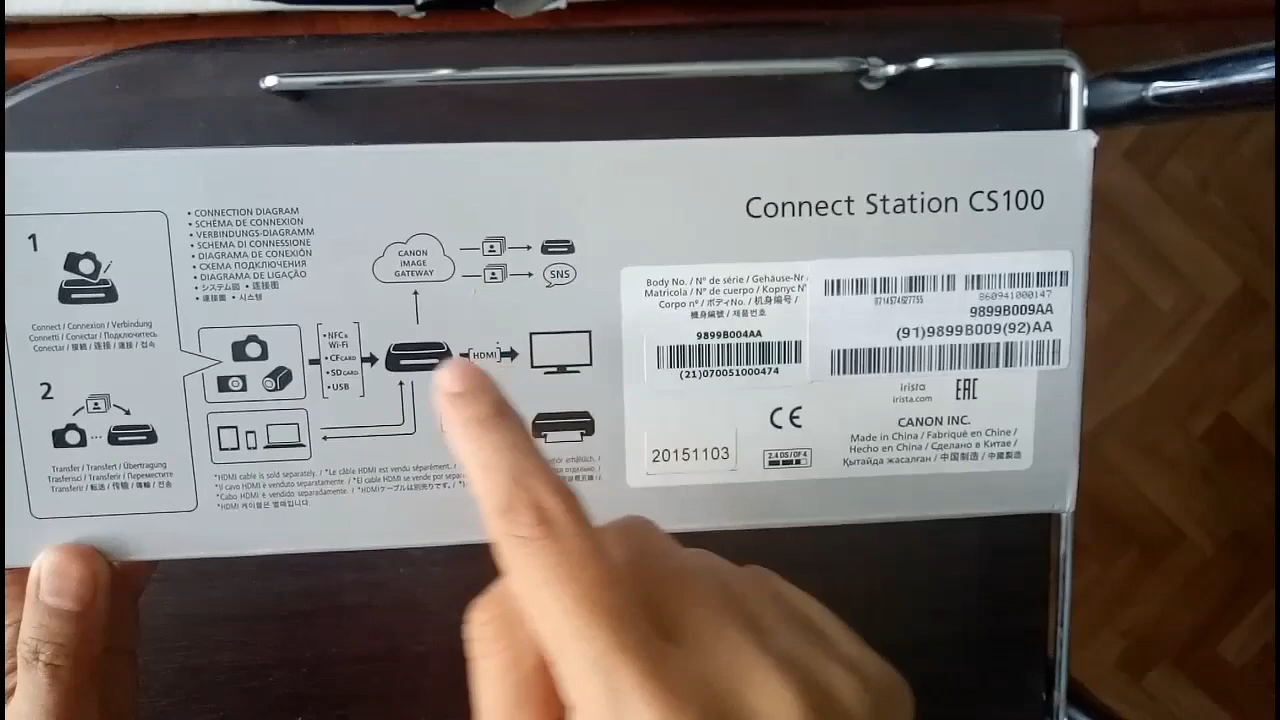 1
Connect / Connexion / Verbindung
Connetti / Conectar / Подключитесь
Conectar / 接続 / 连接 / 連接 / 접속
2
Transfer / Transfert / Übertragung
Trasferisci / Transferir / Переместите
Transferir / 転送 / 传输 / 傳輸 / 전송
• CONNECTION DIAGRAM
• SCHÉMA DE CONNEXION
• VERBINDUNGS-DIAGRAMM
• SCHEMA DI CONNESSIONE
• DIAGRAMA DE CONEXIÓN
• СХЕМА ПОДКЛЮЧЕНИЯ
• DIAGRAMA DE LIGAÇÃO
• システム図 • 连接图
• 連接圖 • 시스템
• NFC &
Wi-Fi
• CF CARD
• SD CARD
• USB
CANON
IMAGE
GATEWAY
SNS
HDMI*
*HDMI cable is sold separately. / *Le câble HDMI est vendu séparément. /
*Il cavo HDMI è venduto separatamente. / *El cable HDMI se vende por
*Cabo HDMI é vendido separadamente. / *HDMIケーブルは別売りです。/
*HDMI 케이블은 별매입니다.
Connect Station CS100
Body No. / N° de série / Gehäuse-Nr
Matricola / N° de cuerpo / Корпус
Corpo nº / ボディNo. / 机身编号 /
機身編號 / 제품번호
9899B004AA
(21)070051000474
8714574627755
860941000147
9899B009AA
(91)9899B009(92)AA
irista
irista.com
EAC
CE
CANON INC.
Made in China / Fabriqué en Chine /
Hecho en China / Сделано в Китае /
Қытайда жасалған / 中国制造 / 中國製造
20151103
2.4 DS/OF4